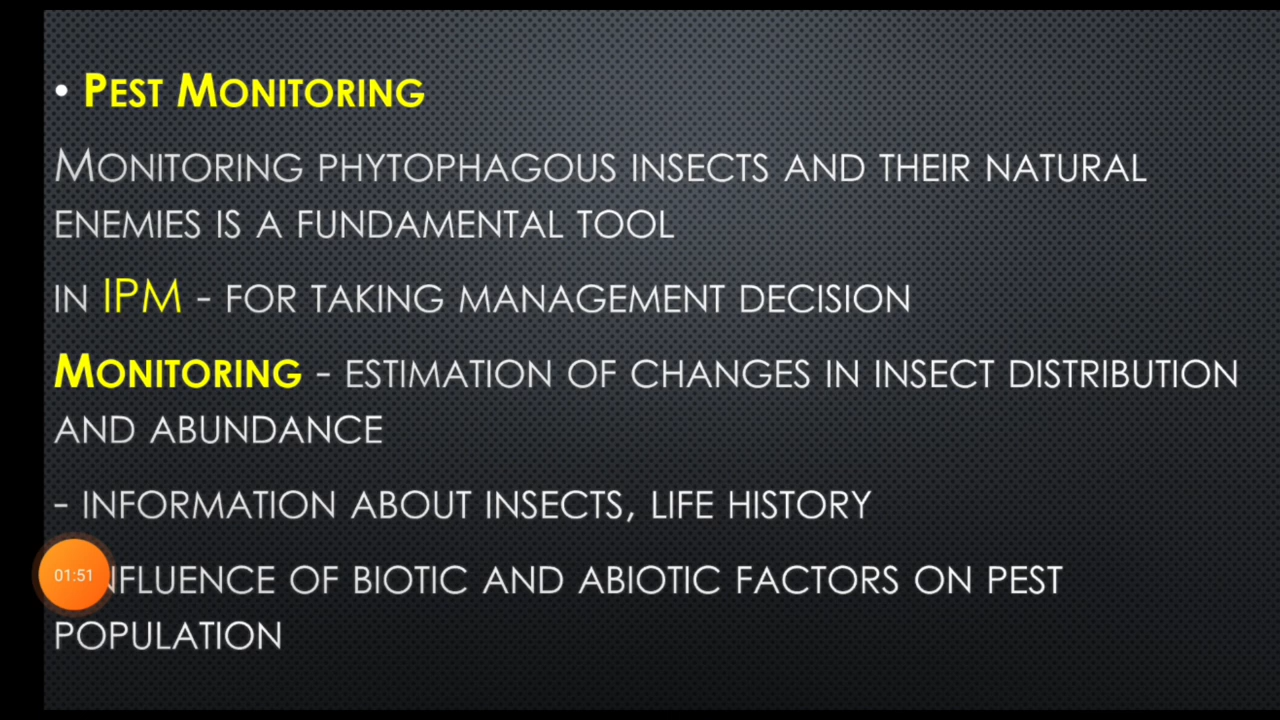 • Pest Monitoring
Monitoring phytophagous insects and their natural
enemies is a fundamental tool
in IPM - for taking management decision
Monitoring - estimation of changes in insect distribution
and abundance
- information about insects, life history
01:51 nfluence of biotic and abiotic factors on pest
population